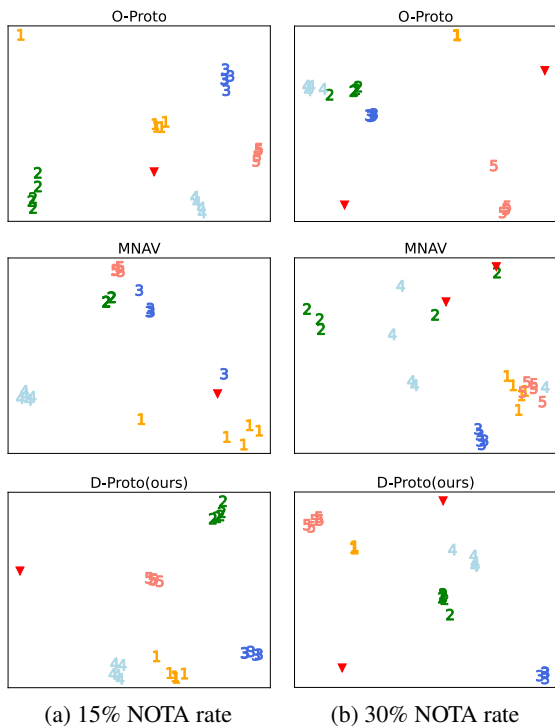 O-Proto
O-Proto
MNAV
MNAV
D-Proto(ours)
D-Proto(ours)
(a) 15% NOTA rate
(b) 30% NOTA rate